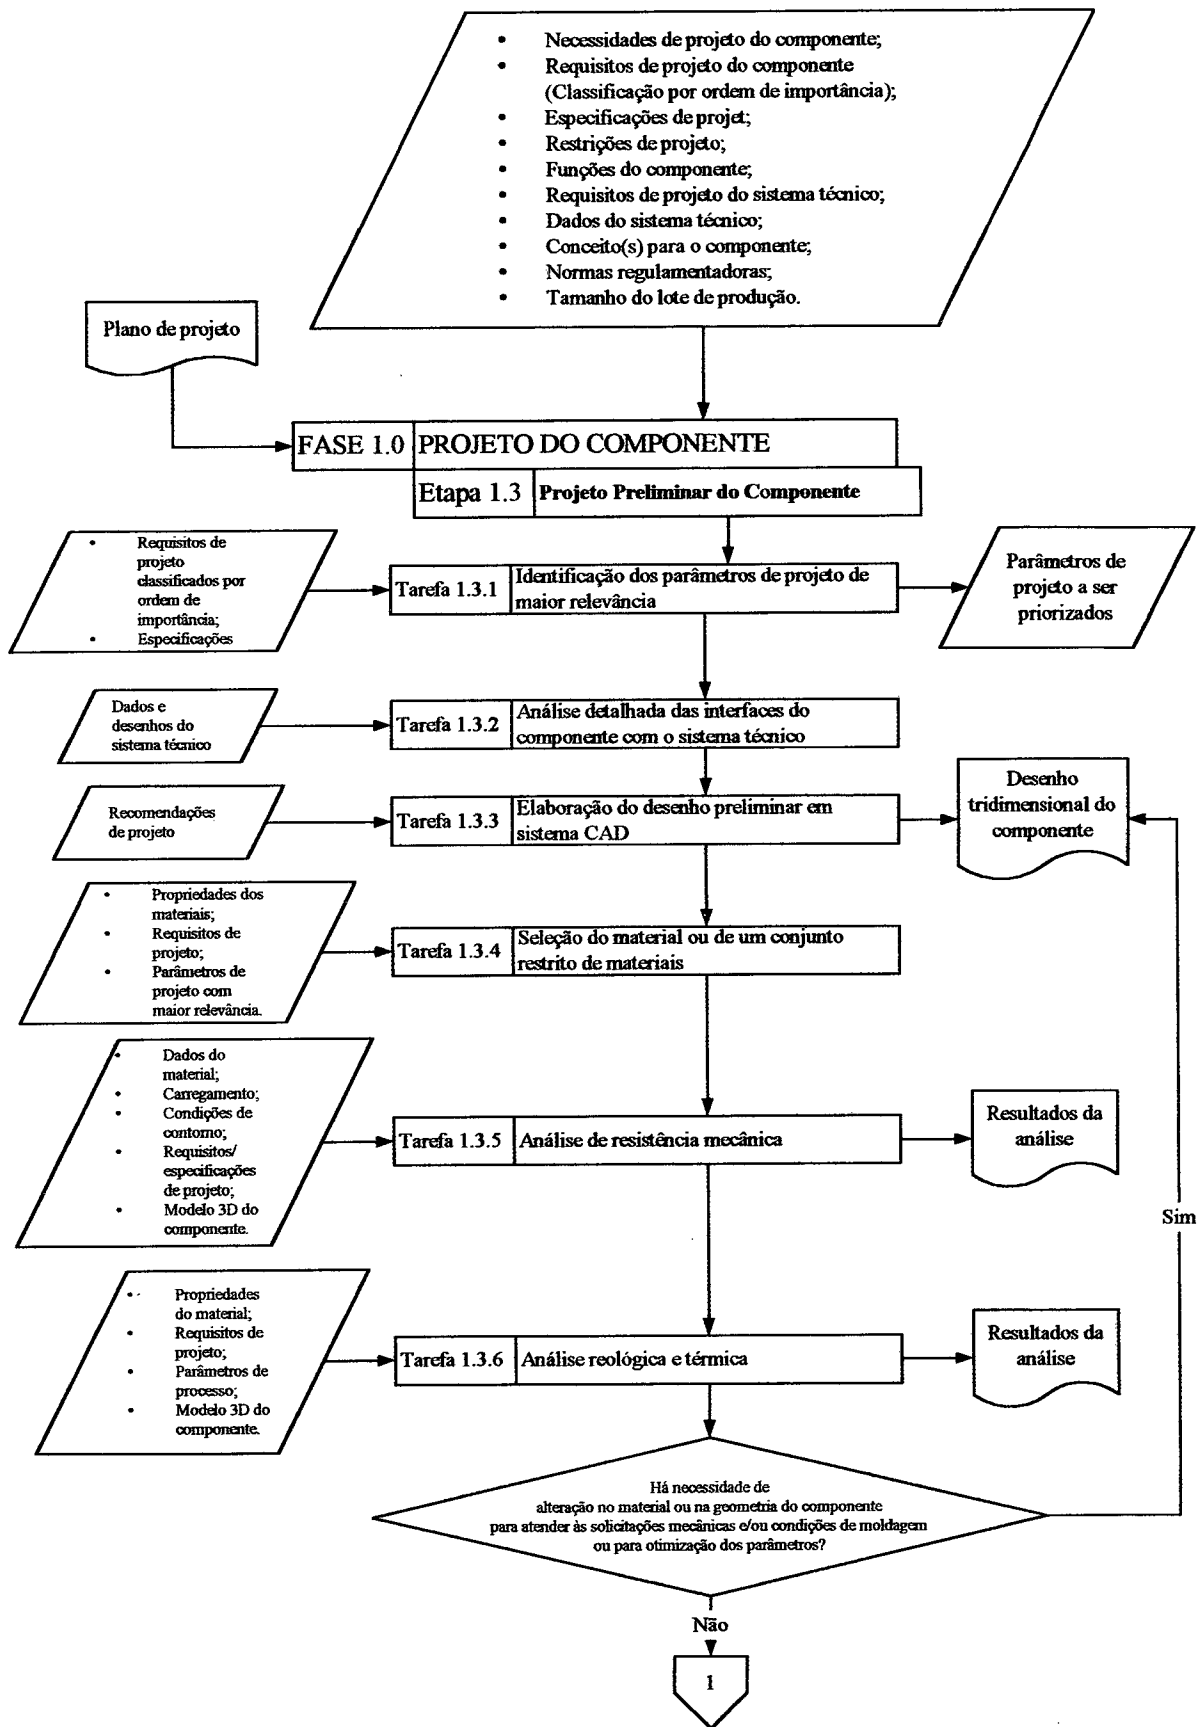 • Necessidades de projeto do componente;
• Requisitos de projeto do componente
(Classificação por ordem de importância);
• Especificações de projet;
• Restrições de projeto;
• Funções do componente;
• Requisitos de projeto do sistema técnico;
• Dados do sistema técnico;
• Conceito(s) para o componente;
• Normas regulamentadoras;
• Tamanho do lote de produção.
Plano de projeto
FASE 1.0 PROJETO DO COMPONENTE
Etapa 1.3 Projeto Preliminar do Componente
• Requisitos de
projeto
classificados por
ordem de
importância;
• Especificações
Tarefa 1.3.1
Identificação dos parâmetros de projeto de
maior relevância
Parâmetros de
projeto a ser
priorizados
Dados e
desenhos do
sistema técnico
Tarefa 1.3.2
Análise detalhada das interfaces do
componente com o sistema técnico
Recomendações
de projeto
Tarefa 1.3.3
Elaboração do desenho preliminar em
sistema CAD
Desenho
tridimensional do
componente
• Propriedades dos
materiais;
• Requisitos de
projeto;
• Parâmetros de
projeto com
maior relevância.
Tarefa 1.3.4
Seleção do material ou de um conjunto
restrito de materiais
• Dados do
material;
• Carregamento;
• Condições de
contorno;
• Requisitos/
especificações
de projeto;
• Modelo 3D do
componente.
Tarefa 1.3.5
Análise de resistência mecânica
Resultados da
análise
Sim
• Propriedades
do material;
• Requisitos de
projeto;
• Parâmetros de
processo;
• Modelo 3D do
componente.
Tarefa 1.3.6
Análise reológica e térmica
Resultados da
análise
Há necessidade de
alteração no material ou na geometria do componente
para atender às solicitações mecânicas e/ou condições de moldagem
ou para otimização dos parâmetros?
Não
1